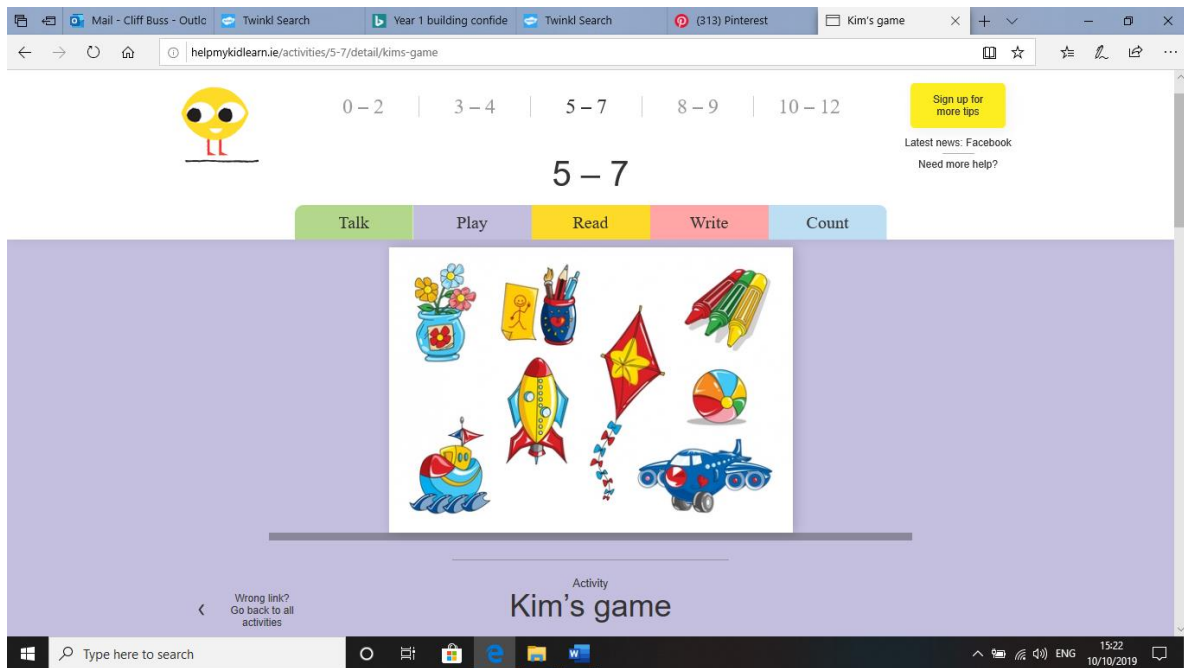 Mail - Cliff Buss - Outlo
Twinkl Search
Year 1 building confide
Twinkl Search
(313) Pinterest
Kim's game
helpmykidlearn.ie/activities/5-7/detail/kims-game
0 – 2
3 – 4
5 – 7
8 – 9
10 – 12
Sign up for
more tips
Latest news: Facebook
Need more help?
5 – 7
Talk
Play
Read
Write
Count
Activity
Kim's game
Wrong link?
Go back to all
activities
Type here to search
ENG
15:22
10/10/2019